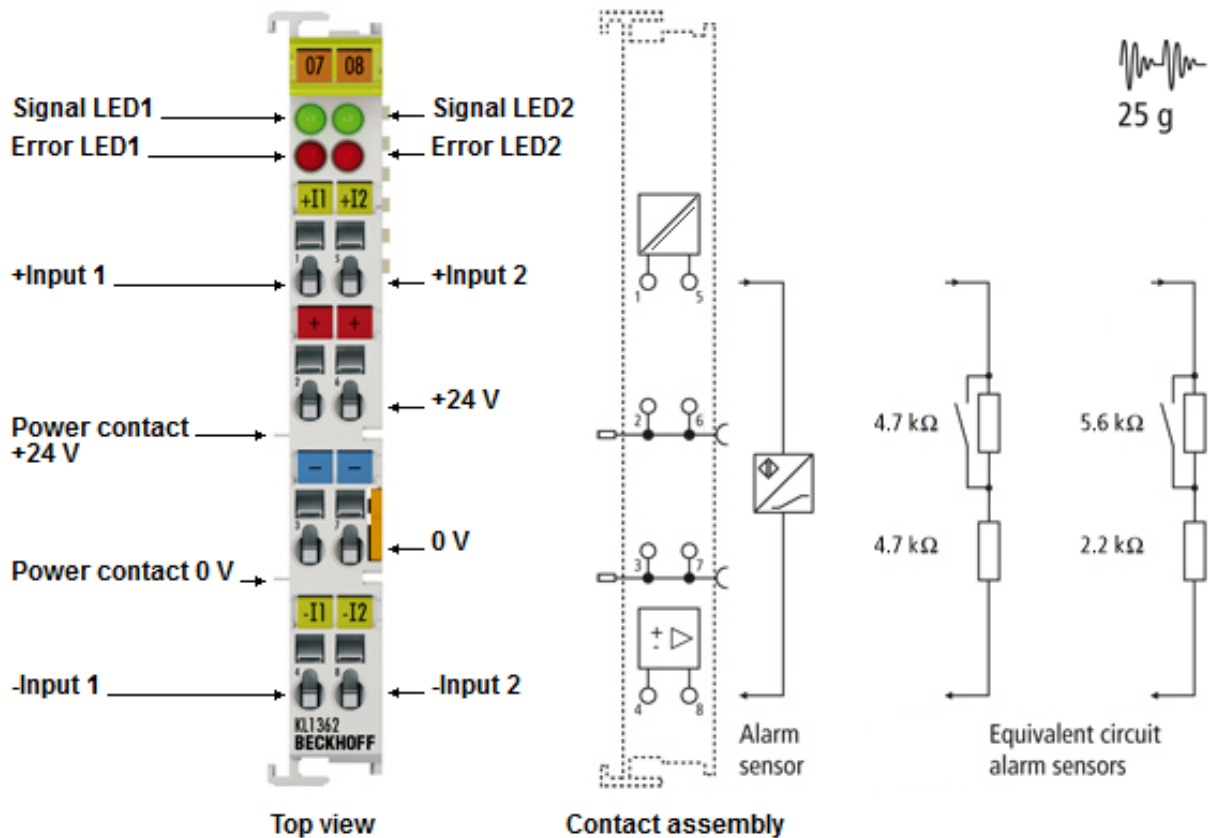 07 08
Signal LED1
Signal LED2
Error LED1
Error LED2
+I1 +I2
1 5
+Input 1
+Input 2
+ +
2 6
+24 V
Power contact
+24 V
- -
3 7
0 V
Power contact 0 V
-I1 -I2
4 8
-Input 1
-Input 2
KL1362
BECKHOFF
Top view
1 5
2 6
3 7
+
-
4 8
Contact assembly
Alarm
sensor
25 g
4.7 kΩ
5.6 kΩ
4.7 kΩ
2.2 kΩ
Equivalent circuit
alarm sensors